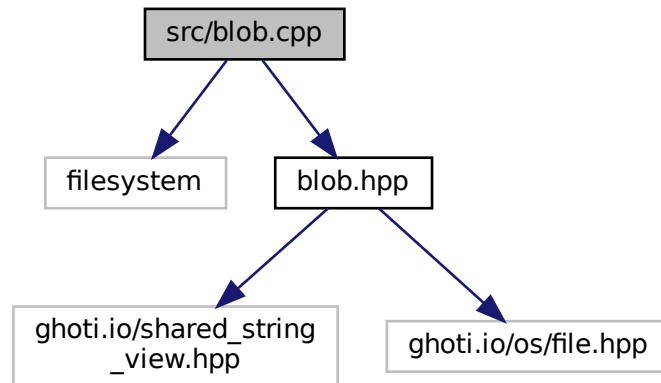 src/blob.cpp
filesystem
blob.hpp
ghoti.io/shared_string
_view.hpp
ghoti.io/os/file.hpp